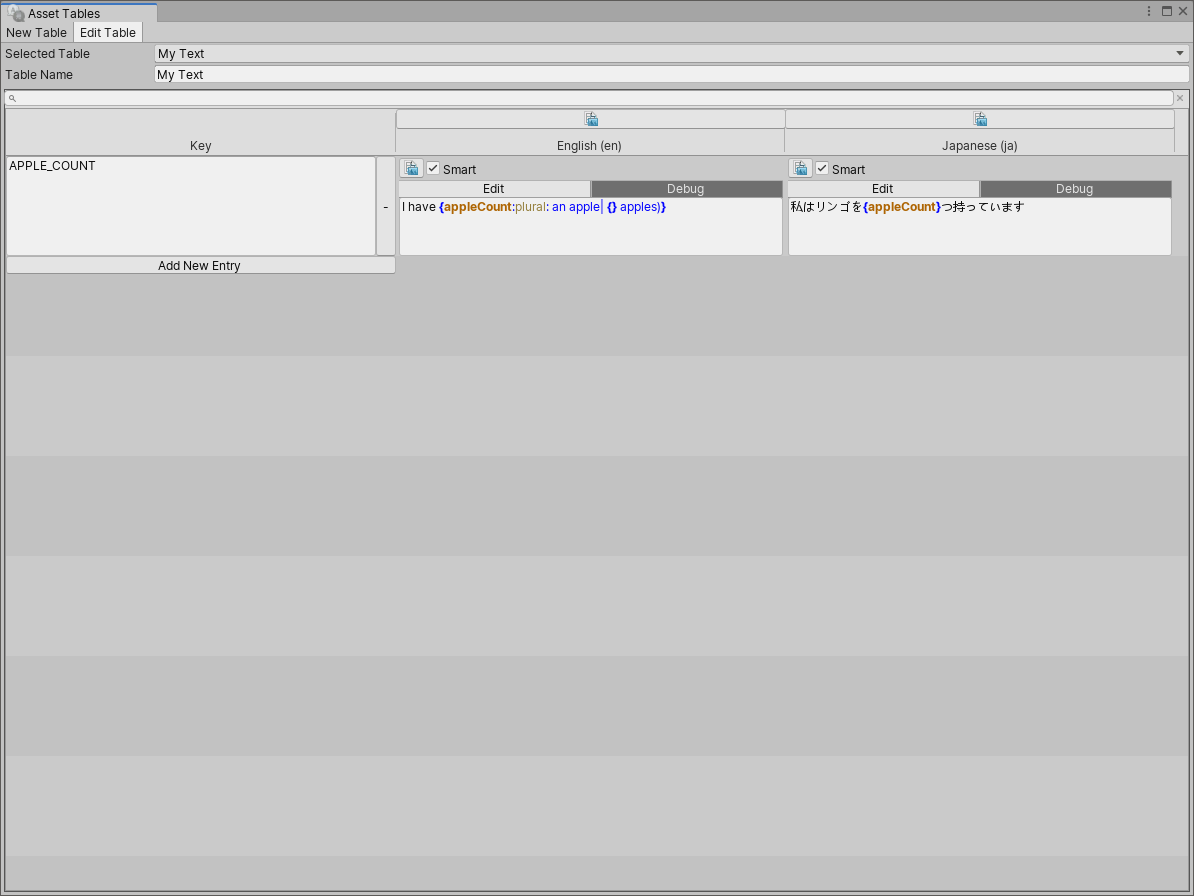 Asset Tables
New Table Edit Table
Selected Table My Text
Table Name My Text
Key English (en) Japanese (ja)
APPLE_COUNT
-
Smart
Edit Debug
I have {appleCount:plural: an apple| {} apples)}
Smart
Edit Debug
私はリンゴを{appleCount}つ持っています
Add New Entry